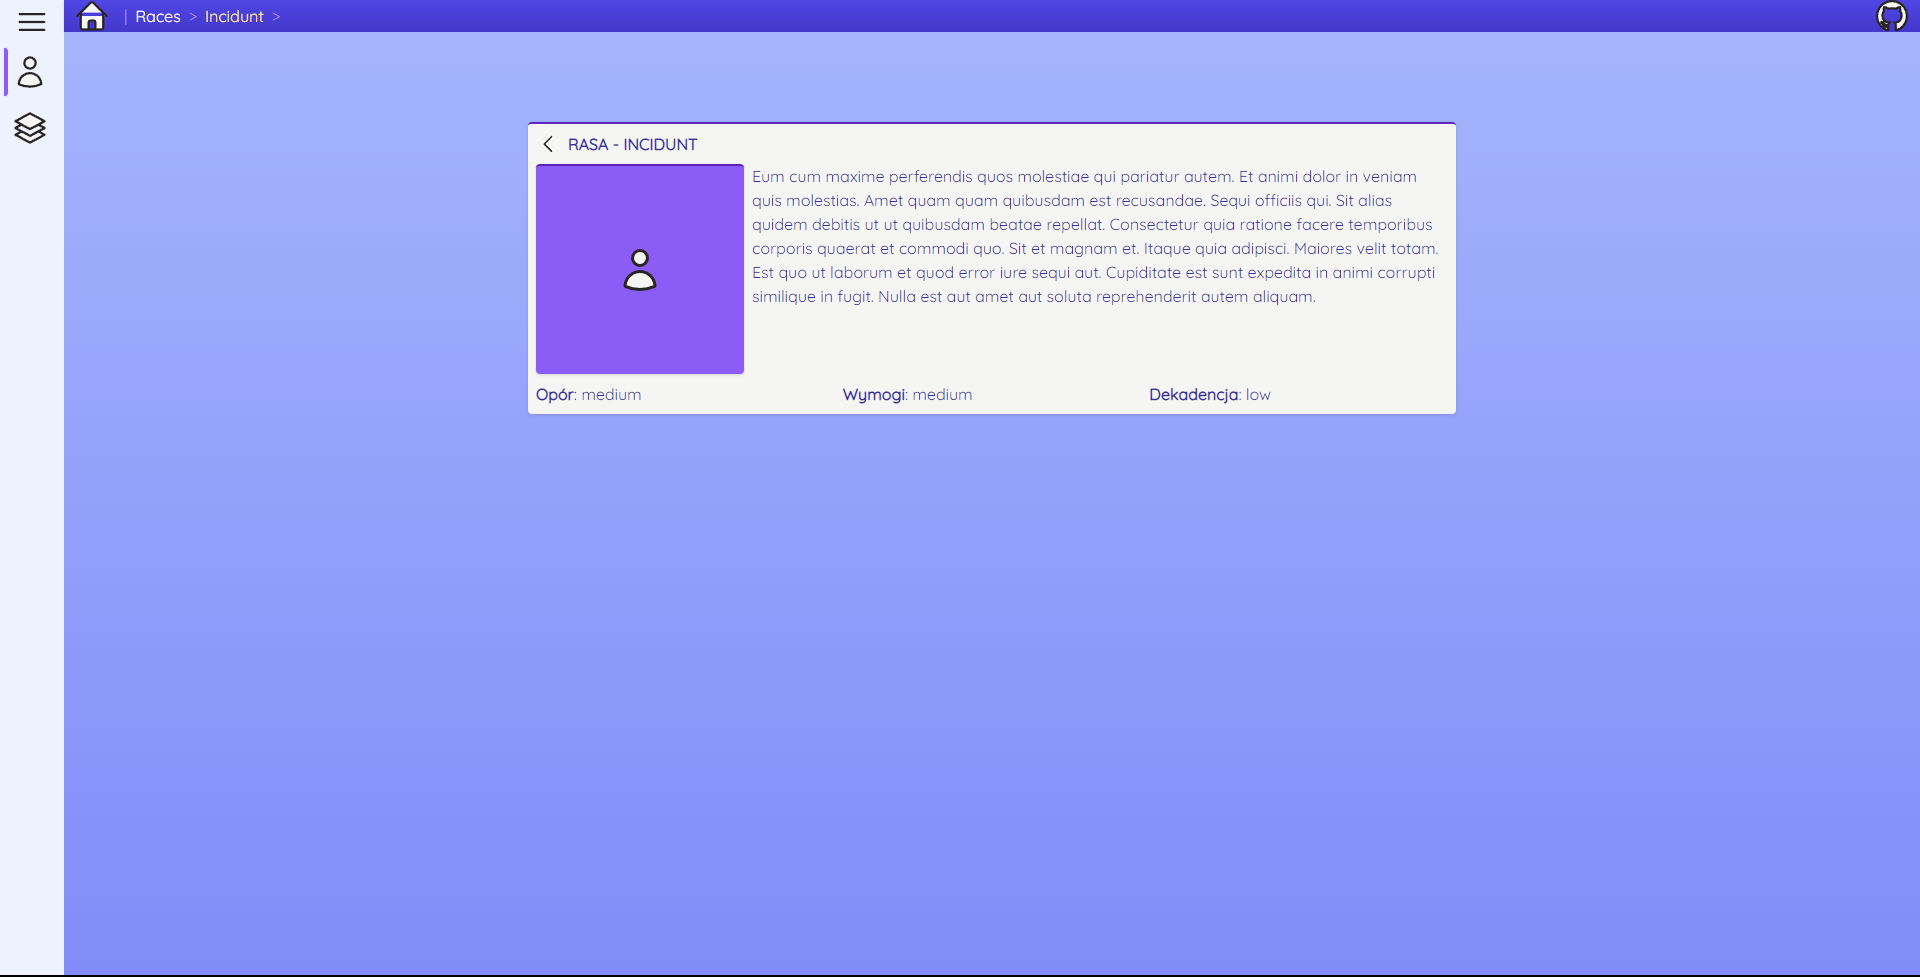 | Races > Incidunt >
RASA - INCIDUNT
Eum cum maxime perferendis quos molestiae qui pariatur autem. Et animi dolor in veniam
quis molestias. Amet quam quam quibusdam est recusandae. Sequi officiis qui. Sit alias
quidem debitis ut ut quibusdam beatae repellat. Consectetur quia ratione facere temporibus
corporis quaerat et commodi quo. Sit et magnam et. Itaque quia adipisci. Maiores velit totam.
Est quo ut laborum et quod error iure sequi aut. Cupiditate est sunt expedita in animi corrupti
similique in fugit. Nulla est aut amet aut soluta reprehenderit autem aliquam.
Opór: medium Wymogi: medium Dekadencja: low